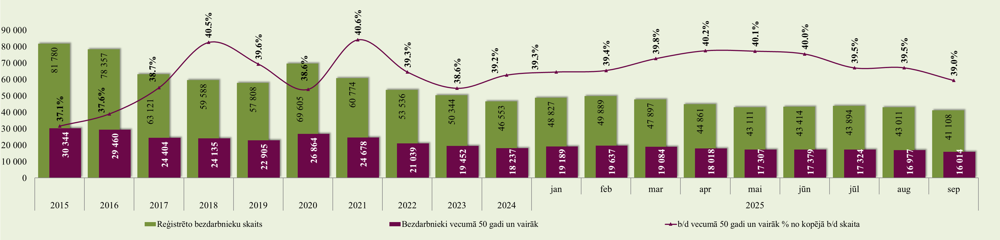 90 000
80 000
70 000
60 000
50 000
40 000
30 000
20 000
10 000
0
37.1% 37.6% 38.7% 40.5% 39.6% 38.6% 40.6% 39.3% 38.6% 39.2% 39.3% 39.4% 39.8% 40.2% 40.1% 40.0% 39.5% 39.5% 39.0%
81 780 78 357 63 121 59 588 57 808 69 605 60 774 53 536 50 344 46 553 48 827 49 889 47 897 44 861 43 111 43 414 43 894 43 011 41 108
30 344 29 460 24 404 24 135 22 905 26 864 24 678 21 039 19 452 18 237 19 189 19 637 19 084 18 018 17 307 17 379 17 324 16 977 16 014
jan feb mar apr mai jūn jūl aug sep
2015 2016 2017 2018 2019 2020 2021 2022 2023 2024 2025
Reģistrēto bezdarbnieku skaits Bezdarbnieki vecumā 50 gadi un vairāk b/d vecumā 50 gadi un vairāk % no kopējā b/d skaita